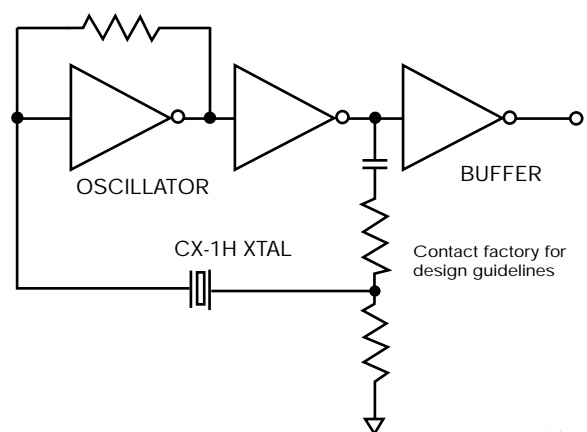 OSCILLATOR
BUFFER
CX-1H XTAL
Contact factory for
design guidelines